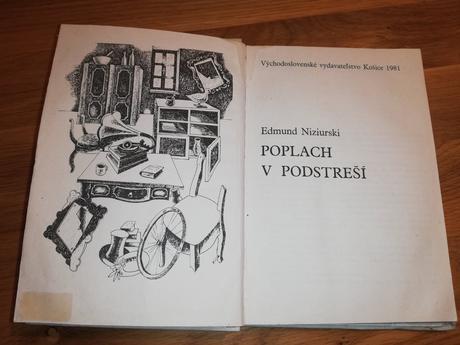 Východoslovenské vydavateľstvo Košice 1981
Edmund Niziurski
POPLACH
V PODSTREŠÍ